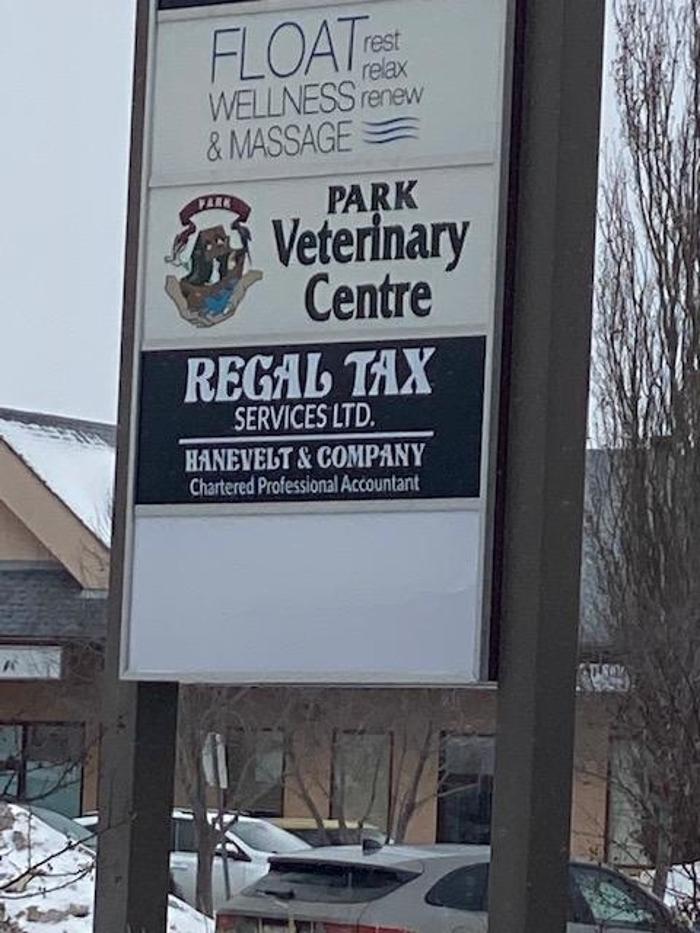 FLOAT rest
relax
WELLNESS renew
& MASSAGE
PARK
PARK
Veterinary
Centre
REGAL TAX
SERVICES LTD.
HANEVELT & COMPANY
Chartered Professional Accountant